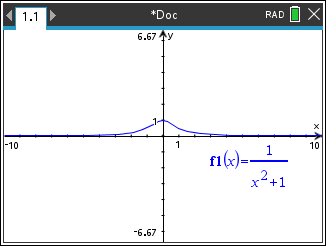 1.1 *Doc RAD
6.67 y
1
x
-10 1 10
f1(x)=1/(x²+1)
-6.67